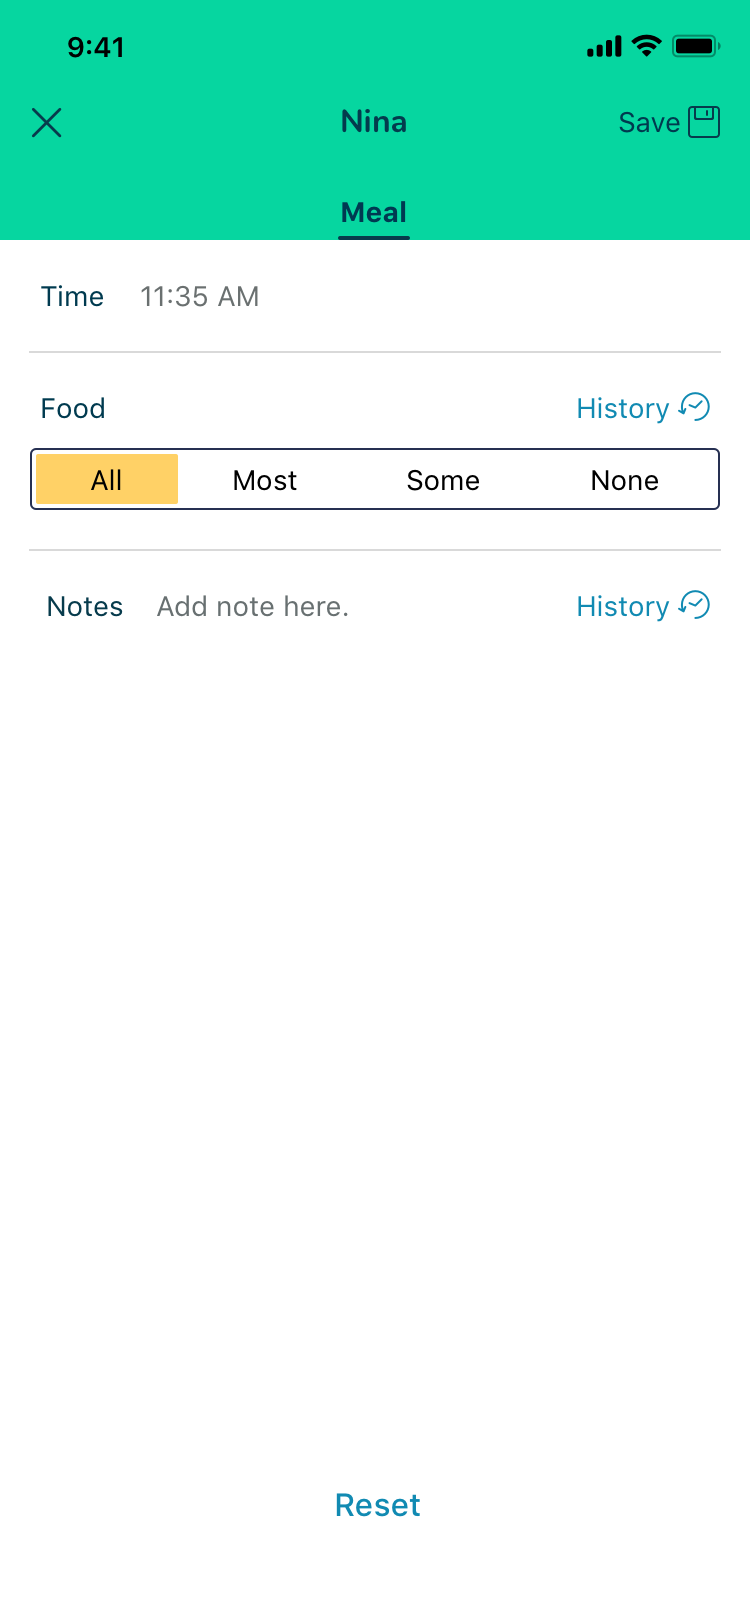 9:41
Nina
Save
Meal
Time 11:35 AM
Food History
All Most Some None
Notes Add note here. History
Reset